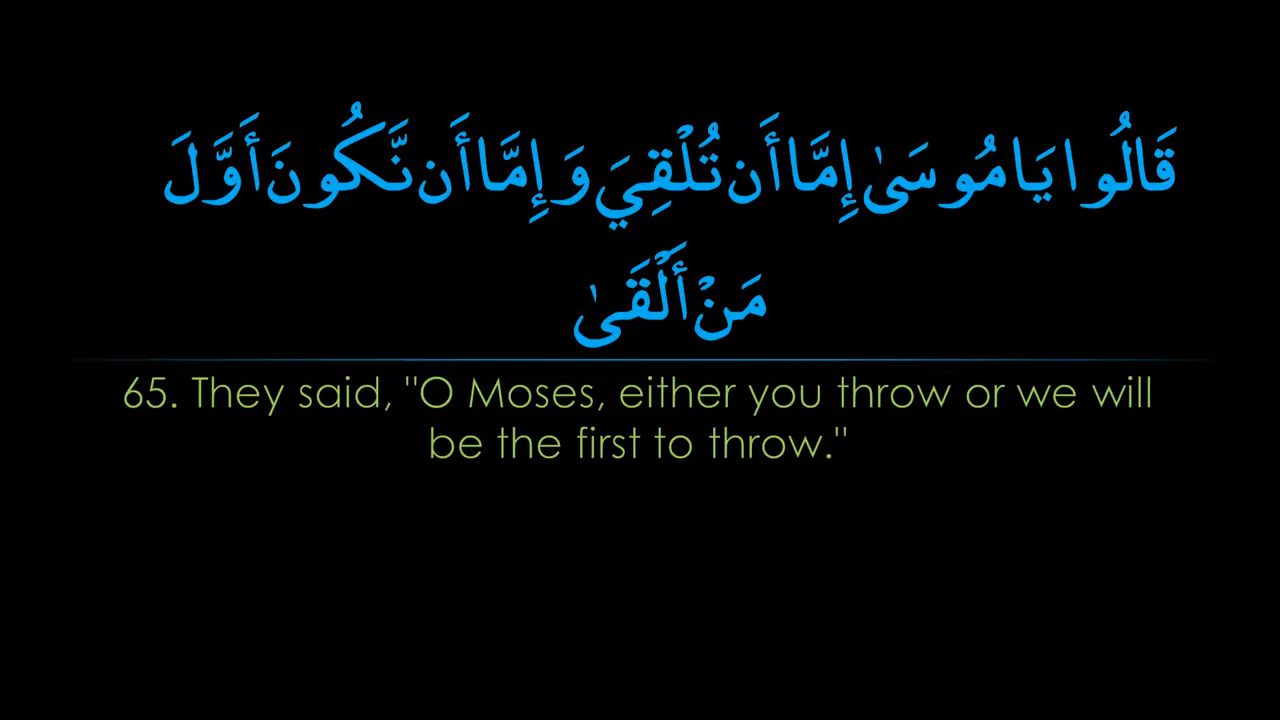 قَالُوا يَا مُوسَىٰ إِمَّا أَن تُلْقِيَ وَإِمَّا أَن نَّكُونَ أَوَّلَ
مَنْ أَلْقَىٰ
65. They said, "O Moses, either you throw or we will
be the first to throw."